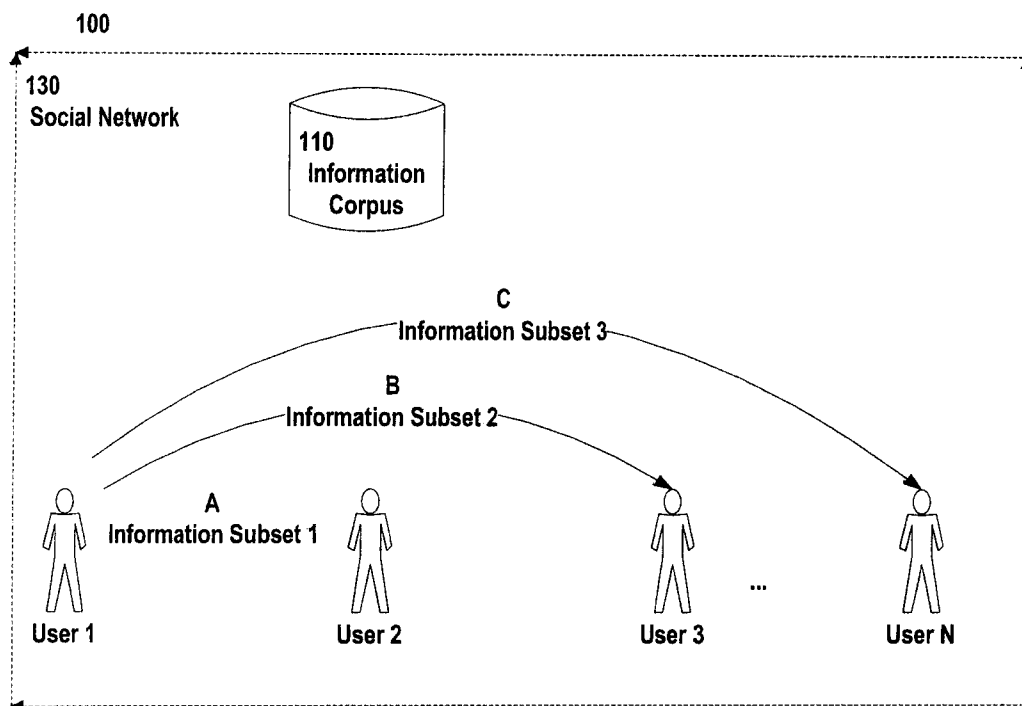 100
130
Social Network
110
Information
Corpus
C
Information Subset 3
B
Information Subset 2
A
Information Subset 1
...
User 1
User 2
User 3
User N